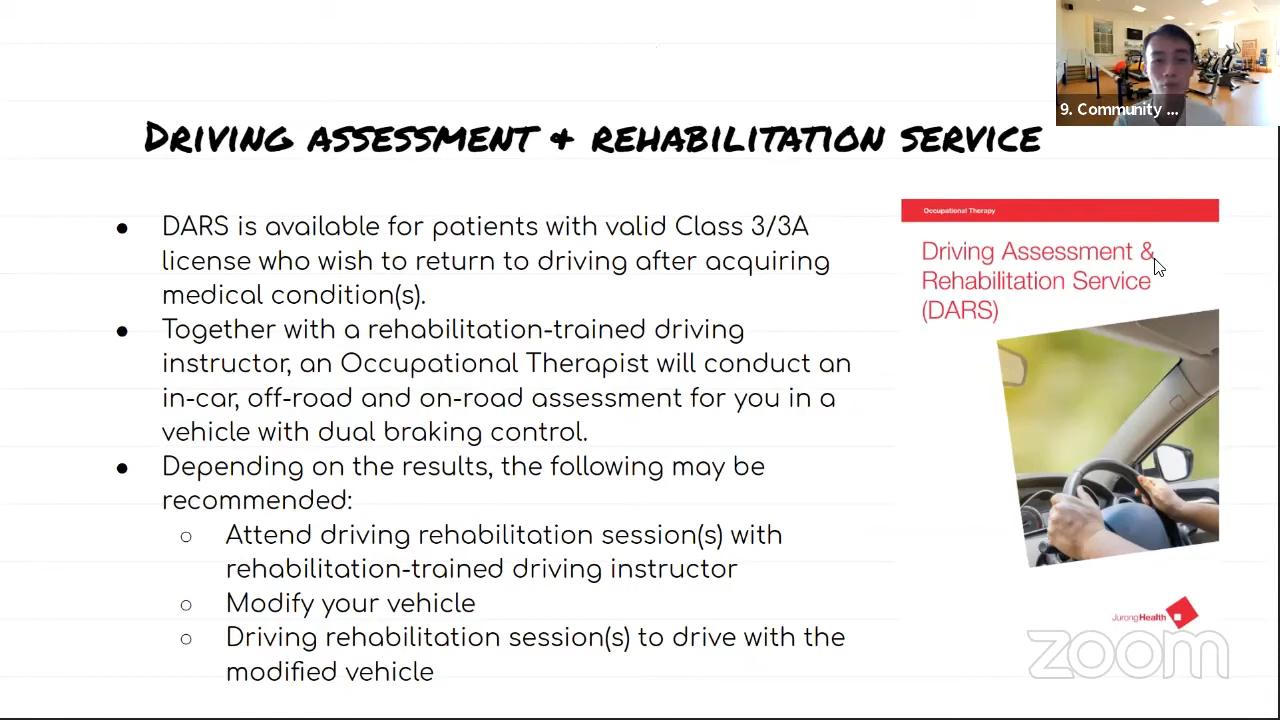 9. Community ...
Driving assessment & rehabilitation service
● DARS is available for patients with valid Class 3/3A
license who wish to return to driving after acquiring
medical condition(s).
● Together with a rehabilitation-trained driving
instructor, an Occupational Therapist will conduct an
in-car, off-road and on-road assessment for you in a
vehicle with dual braking control.
● Depending on the results, the following may be
recommended:
○ Attend driving rehabilitation session(s) with
rehabilitation-trained driving instructor
○ Modify your vehicle
○ Driving rehabilitation session(s) to drive with the
modified vehicle
Occupational Therapy
Driving Assessment &
Rehabilitation Service
(DARS)
JurongHealth
zoom